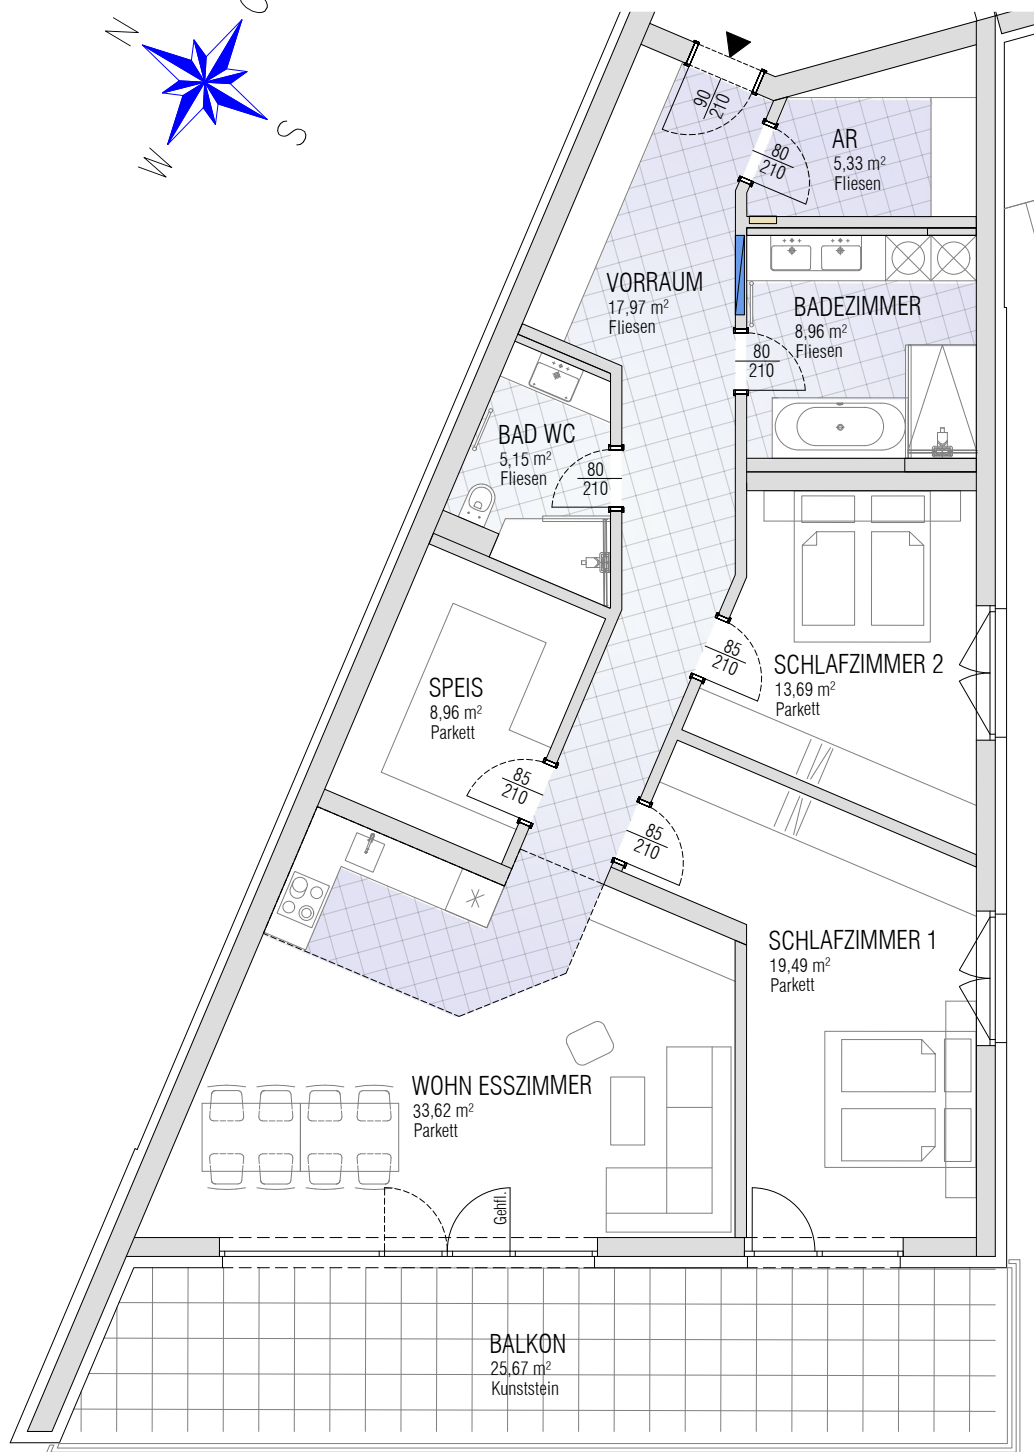 O
N
S
W
90
210
80
210
AR
5,33 m²
Fliesen
VORRAUM
17,97 m²
Fliesen
BADEZIMMER
8,96 m²
Fliesen
80
210
BAD WC
5,15 m²
Fliesen
80
210
85
210
SCHLAFZIMMER 2
13,69 m²
Parkett
SPEIS
8,96 m²
Parkett
85
210
85
210
SCHLAFZIMMER 1
19,49 m²
Parkett
WOHN ESSZIMMER
33,62 m²
Parkett
Gehfl.
BALKON
25,67 m²
Kunststein